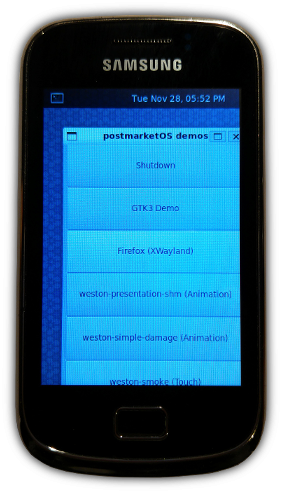 SAMSUNG
Tue Nov 28, 05:52 PM
postmarketOS demos
Shutdown
GTK3 Demo
Firefox (XWayland)
weston-presentation-shm (Animation)
weston-simple-damage (Animation)
weston-smoke (Touch)